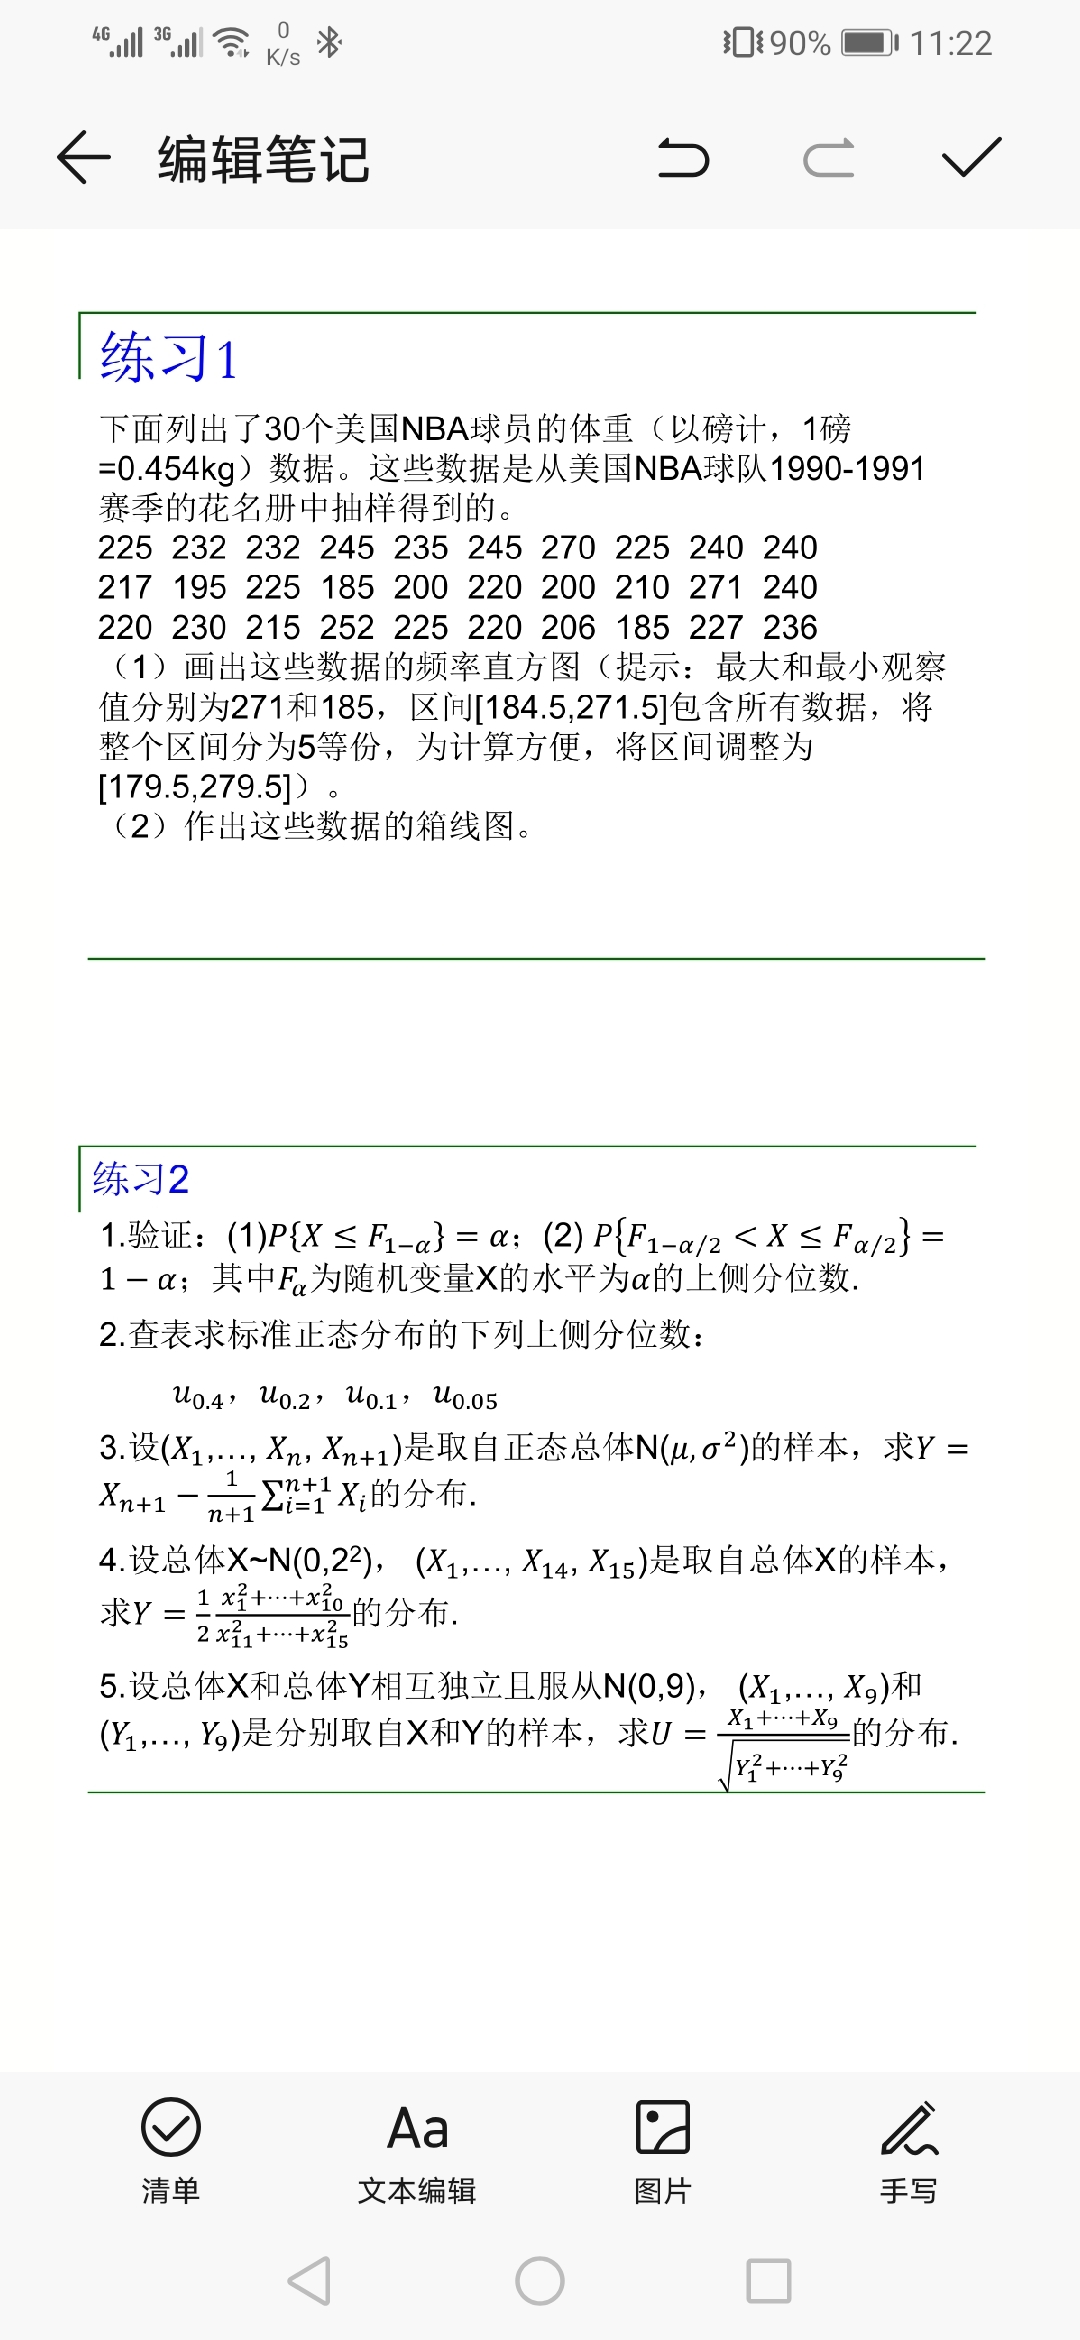 4G 3G 0 K/s 90% 11:22
编辑笔记
练习1
下面列出了30个美国NBA球员的体重（以磅计，1磅
=0.454kg）数据。这些数据是从美国NBA球队1990-1991
赛季的花名册中抽样得到的。
225 232 232 245 235 245 270 225 240 240
217 195 225 185 200 220 200 210 271 240
220 230 215 252 225 220 206 185 227 236
（1）画出这些数据的频率直方图（提示：最大和最小观察
值分别为271和185，区间[184.5,271.5]包含所有数据，将
整个区间分为5等份，为计算方便，将区间调整为
[179.5,279.5]）。
（2）作出这些数据的箱线图。
练习2
1.验证：(1)P{X ≤ F₁₋α} = α；(2) P{F₁₋α/₂ < X ≤ Fα/₂} =
1 − α；其中Fα为随机变量X的水平为α的上侧分位数.
2.查表求标准正态分布的下列上侧分位数：
u₀.₄，u₀.₂，u₀.₁，u₀.₀₅
3.设(X₁,…, Xₙ, Xₙ₊₁)是取自正态总体N(μ, σ²)的样本，求Y =
Xₙ₊₁ − 1/(n+1) ∑ᵢ₌₁ⁿ⁺¹ Xᵢ的分布.
4.设总体X~N(0,2²)，(X₁,…, X₁₄, X₁₅)是取自总体X的样本，
求Y = 1/2 (x₁²+⋯+x₁₀²)/(x₁₁²+⋯+x₁₅²)的分布.
5.设总体X和总体Y相互独立且服从N(0,9)，(X₁,…, X₉)和
(Y₁,…, Y₉)是分别取自X和Y的样本，求U = (X₁+⋯+X₉)/√(Y₁²+⋯+Y₉²)的分布.
清单 Aa文本编辑 图片 手写